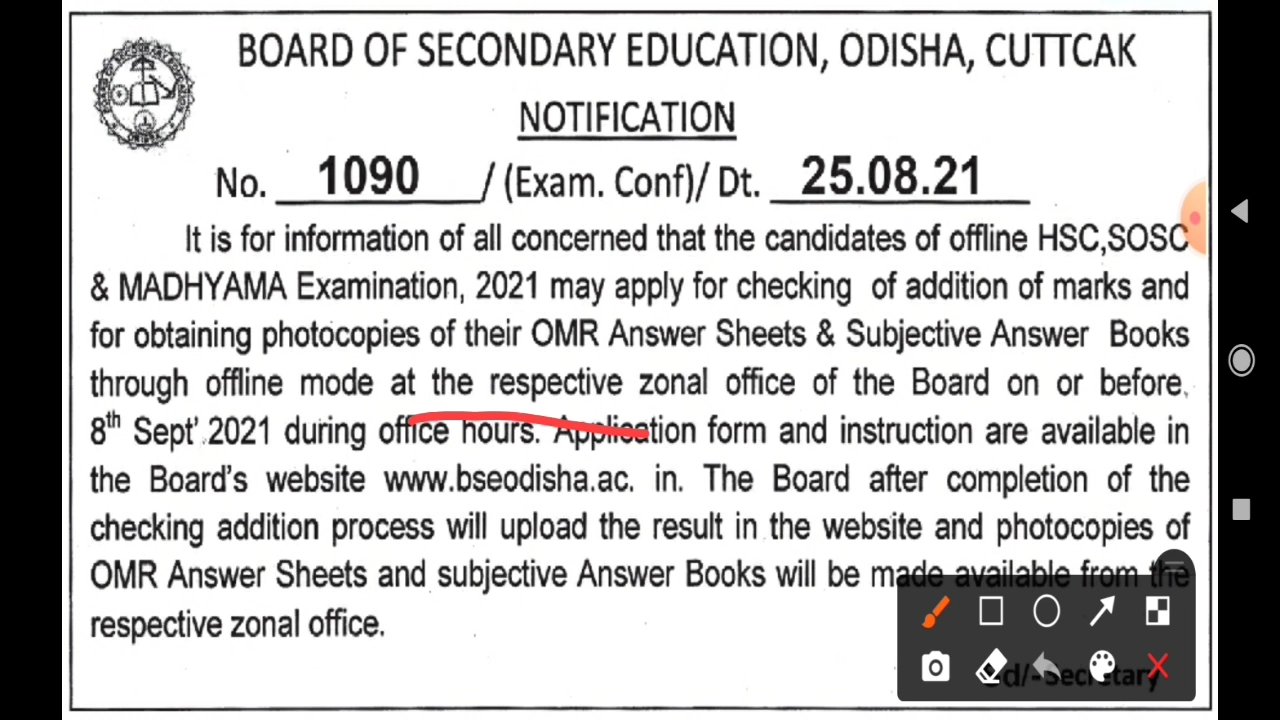 BOARD OF SECONDARY EDUCATION, ODISHA, CUTTCAK
NOTIFICATION
No. 1090 / (Exam. Conf)/ Dt. 25.08.21
It is for information of all concerned that the candidates of offline HSC,SOSC
& MADHYAMA Examination, 2021 may apply for checking of addition of marks and
for obtaining photocopies of their OMR Answer Sheets & Subjective Answer Books
through offline mode at the respective zonal office of the Board on or before
8th Sept' 2021 during office hours. Application form and instruction are available in
the Board's website www.bseodisha.ac. in. The Board after completion of the
checking addition process will upload the result in the website and photocopies of
OMR Answer Sheets and subjective Answer Books will be made available from the
respective zonal office.
Sd/-Secretary